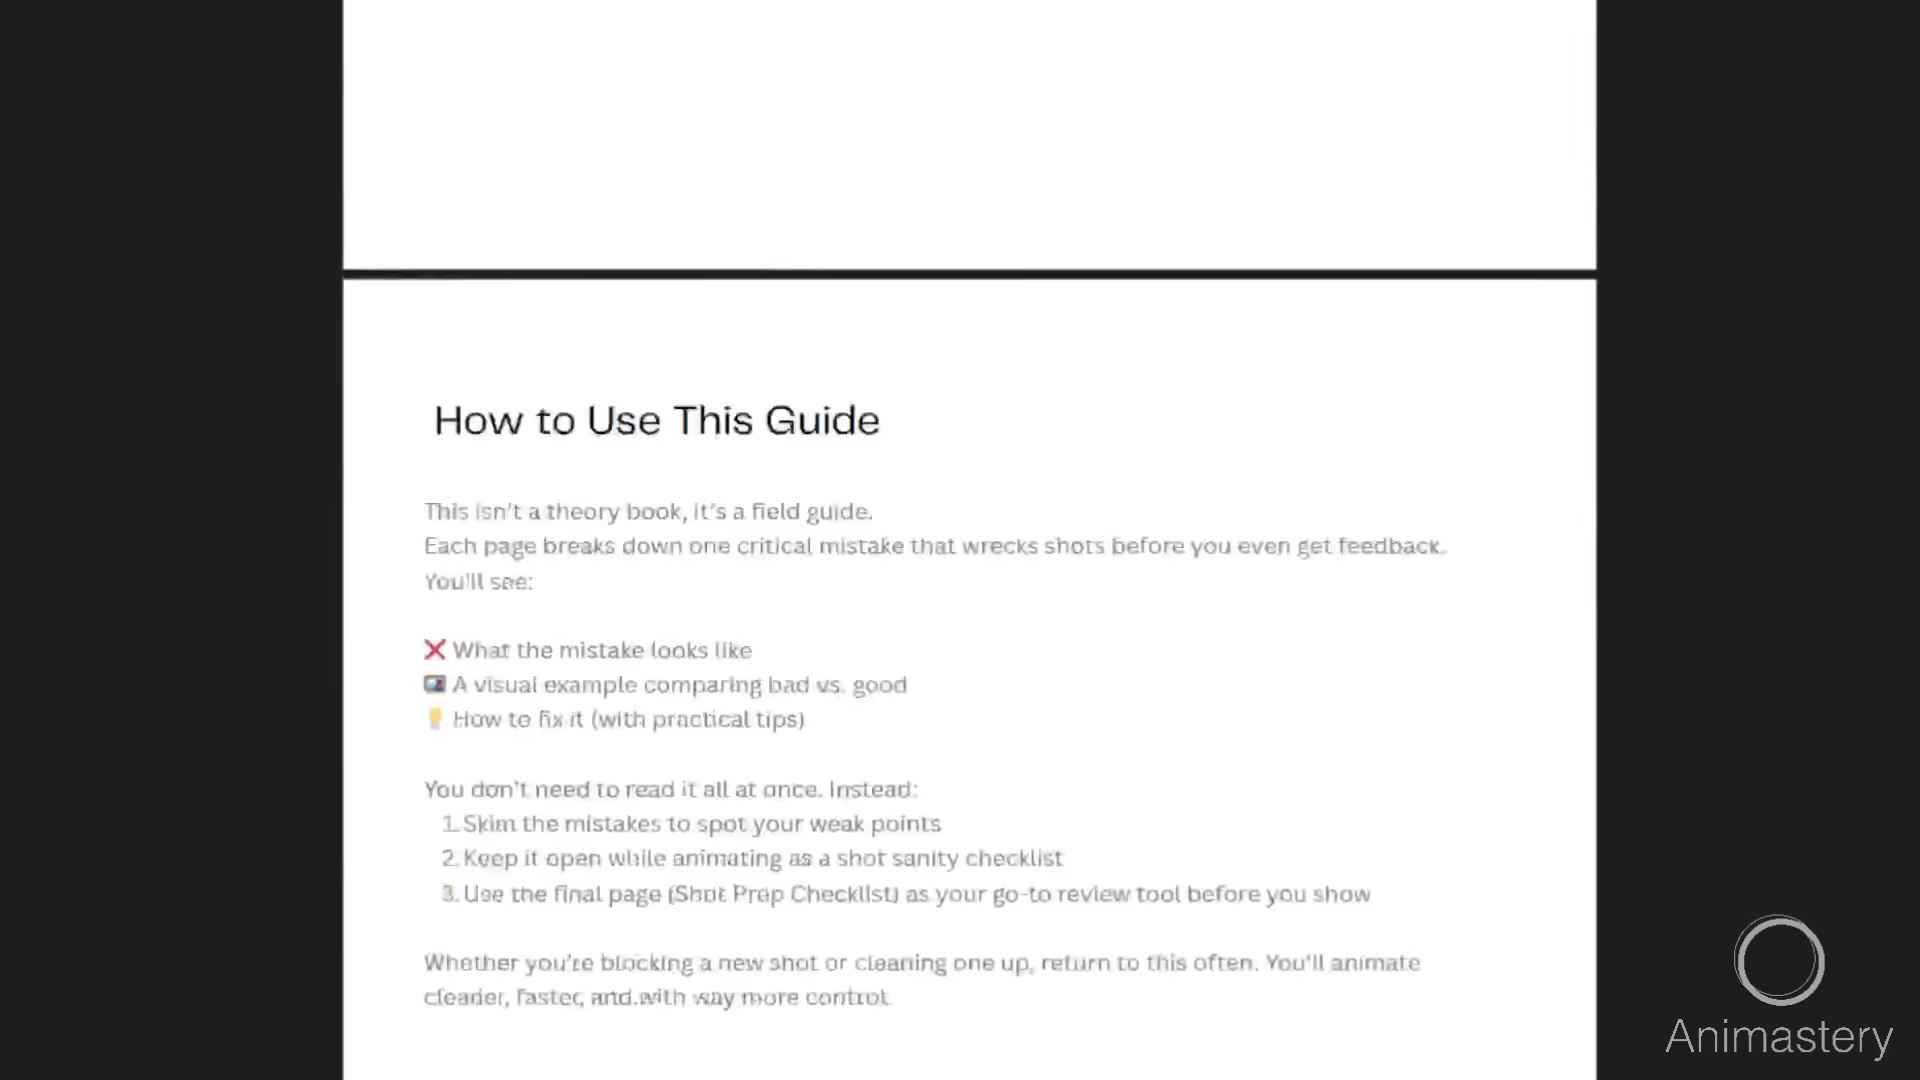 How to Use This Guide
This isn't a theory book, it's a field guide.
Each page breaks down one critical mistake that wrecks shots before you even get feedback.
You'll see:
❌ What the mistake looks like
🖼️ A visual example comparing bad vs. good
💡 How to fix it (with practical tips)
You don't need to read it all at once. Instead:
1. Skim the mistakes to spot your weak points
2. Keep it open while animating as a shot sanity checklist
3. Use the final page (Shot Prep Checklist) as your go-to review tool before you show
Whether you're blocking a new shot or cleaning one up, return to this often. You'll animate
cleaner, faster, and with way more control.
Animastery